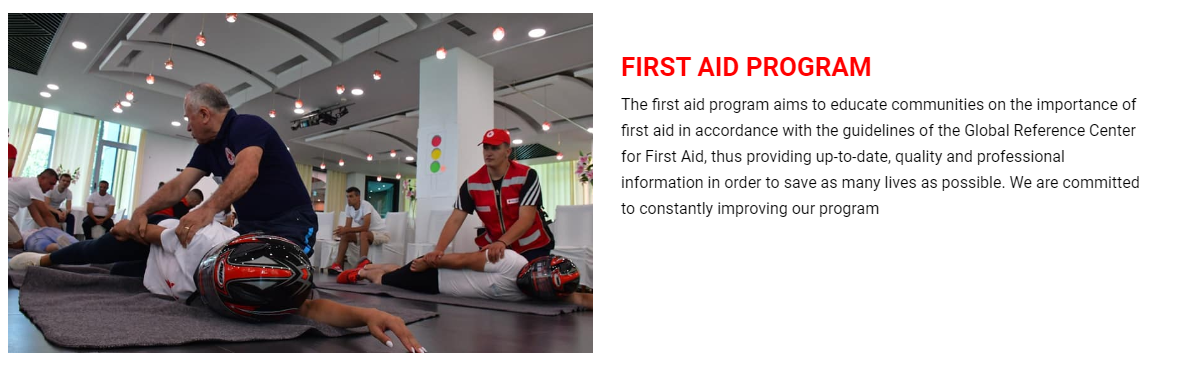 FIRST AID PROGRAM
The first aid program aims to educate communities on the importance of
first aid in accordance with the guidelines of the Global Reference Center
for First Aid, thus providing up-to-date, quality and professional
information in order to save as many lives as possible. We are committed
to constantly improving our program